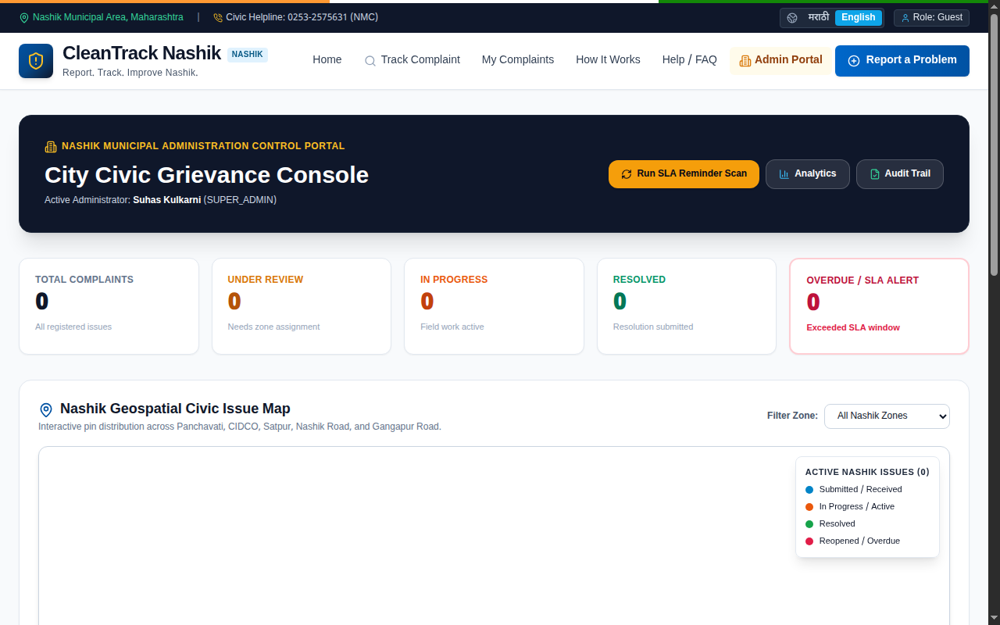 Nashik Municipal Area, Maharashtra | Civic Helpline: 0253-2575631 (NMC)
मराठी English Role: Guest
CleanTrack Nashik NASHIK
Report. Track. Improve Nashik.
Home Track Complaint My Complaints How It Works Help / FAQ Admin Portal Report a Problem
NASHIK MUNICIPAL ADMINISTRATION CONTROL PORTAL
City Civic Grievance Console
Active Administrator: Suhas Kulkarni (SUPER_ADMIN)
Run SLA Reminder Scan Analytics Audit Trail
TOTAL COMPLAINTS
0
All registered issues
UNDER REVIEW
0
Needs zone assignment
IN PROGRESS
0
Field work active
RESOLVED
0
Resolution submitted
OVERDUE / SLA ALERT
0
Exceeded SLA window
Nashik Geospatial Civic Issue Map
Interactive pin distribution across Panchavati, CIDCO, Satpur, Nashik Road, and Gangapur Road.
Filter Zone: All Nashik Zones
ACTIVE NASHIK ISSUES (0)
Submitted / Received
In Progress / Active
Resolved
Reopened / Overdue